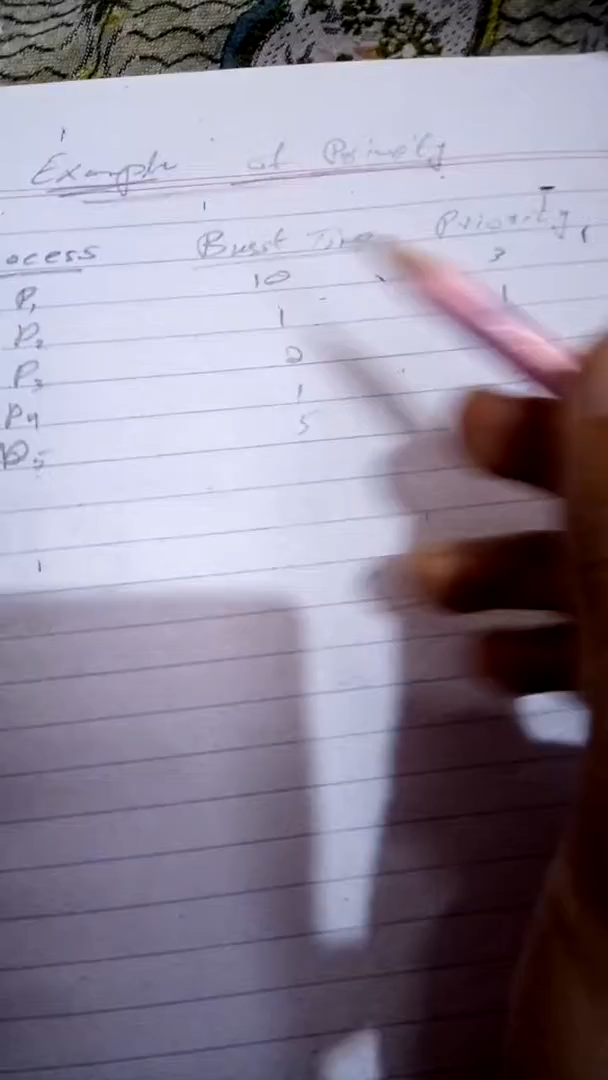 Example of Priority
ocess Burst Time Priority
P1 10 3
P2 1 1
P3 2
P4 1
P5 5